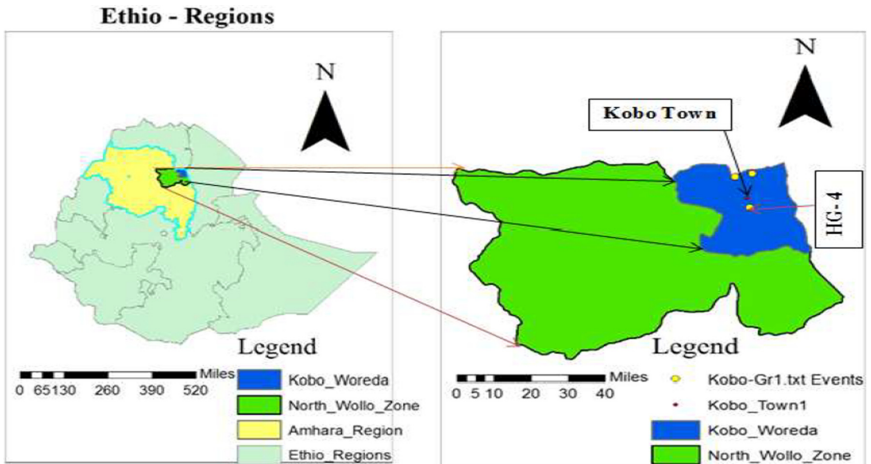 Ethio - Regions
N
Miles
0 65130 260 390 520
Legend
Kobo_Woreda
North_Wollo_Zone
Amhara_Region
Ethio_Regions
N
Kobo Town
HG-4
Miles
0 5 10 20 30 40
Legend
Kobo-Gr1.txt Events
Kobo_Town1
Kobo_Woreda
North_Wollo_Zone